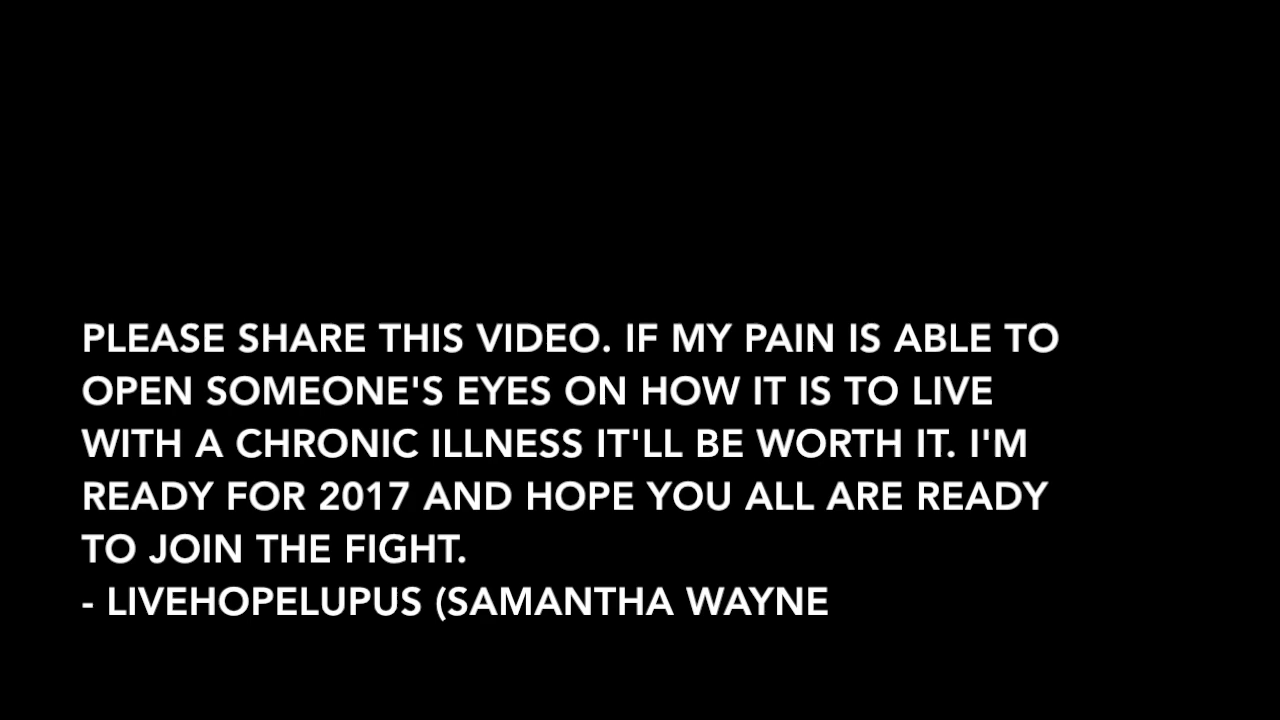 PLEASE SHARE THIS VIDEO. IF MY PAIN IS ABLE TO
OPEN SOMEONE'S EYES ON HOW IT IS TO LIVE
WITH A CHRONIC ILLNESS IT'LL BE WORTH IT. I'M
READY FOR 2017 AND HOPE YOU ALL ARE READY
TO JOIN THE FIGHT.
- LIVEHOPELUPUS (SAMANTHA WAYNE